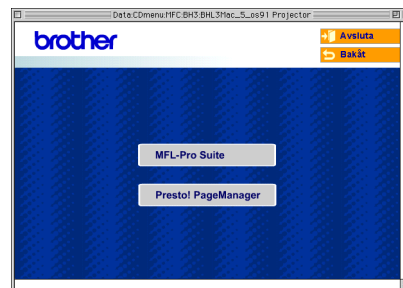 Data:CDmenu:MFC:BH3:BHL3Mac_5_os91 Projector
brother
Avsluta
Bakåt
MFL-Pro Suite
Presto! PageManager